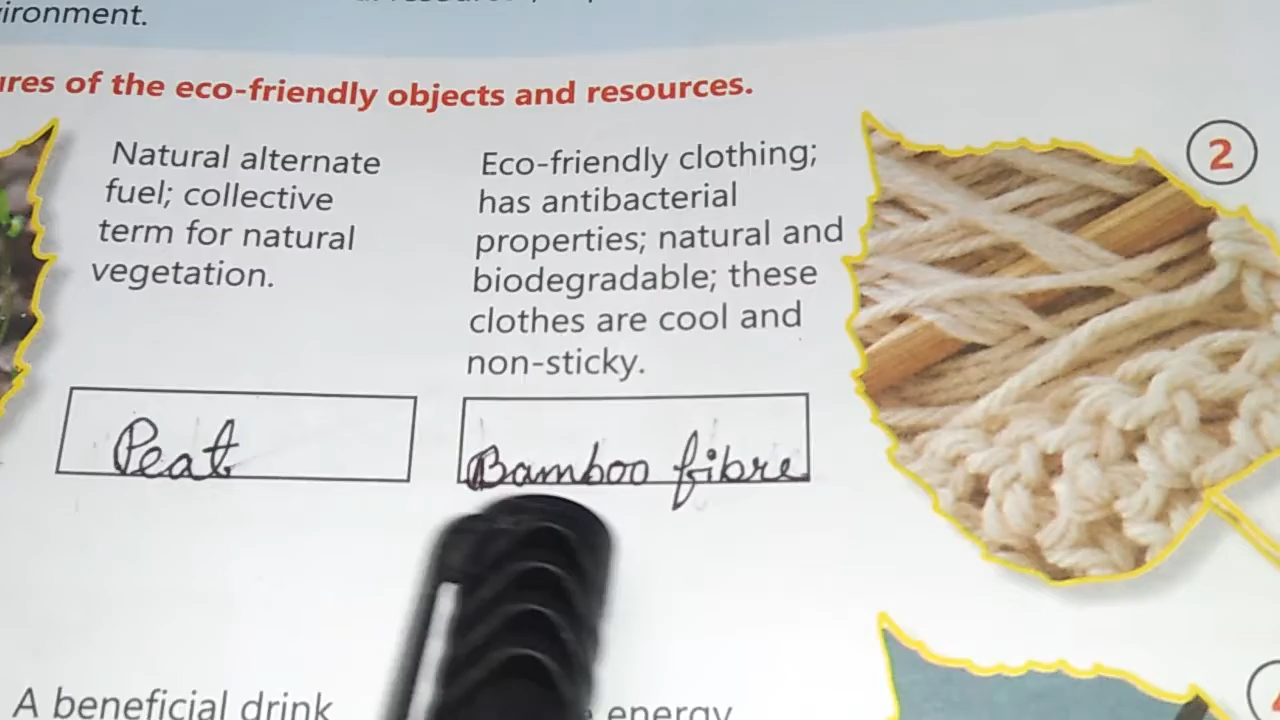 ironment.
ures of the eco-friendly objects and resources.
Natural alternate
fuel; collective
term for natural
vegetation.
Peat
Eco-friendly clothing;
has antibacterial
properties; natural and
biodegradable; these
clothes are cool and
non-sticky.
Bamboo fibre
2
A beneficial drink
energy